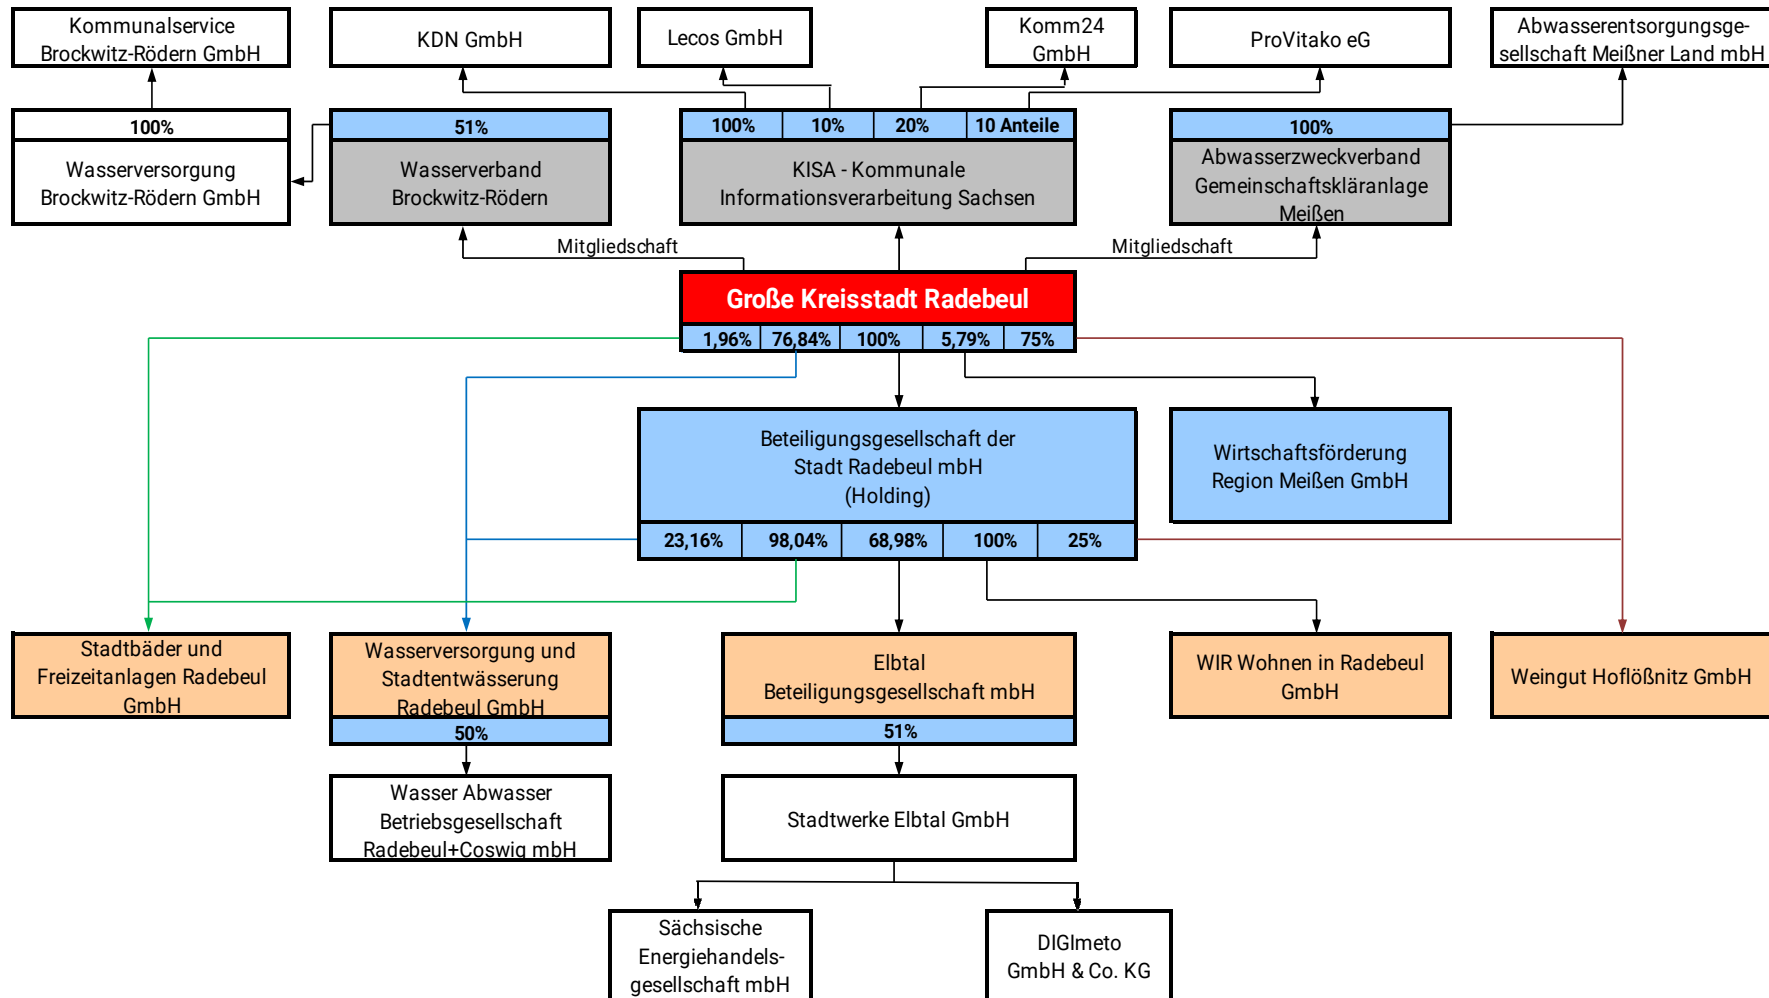 Kommunalservice
Brockwitz-Rödern GmbH
KDN GmbH
Lecos GmbH
Komm24
GmbH
ProVitako eG
Abwasserentsorgungsge-
sellschaft Meißner Land mbH
100%
51%
100%
10%
20%
10 Anteile
100%
Wasserversorgung
Brockwitz-Rödern GmbH
Wasserverband
Brockwitz-Rödern
KISA - Kommunale
Informationsverarbeitung Sachsen
Abwasserzweckverband
Gemeinschaftskläranlage
Meißen
Mitgliedschaft
Mitgliedschaft
Große Kreisstadt Radebeul
1,96%
76,84%
100%
5,79%
75%
Beteiligungsgesellschaft der
Stadt Radebeul mbH
(Holding)
Wirtschaftsförderung
Region Meißen GmbH
23,16%
98,04%
68,98%
100%
25%
Stadtbäder und
Freizeitanlagen Radebeul
GmbH
Wasserversorgung und
Stadtentwässerung
Radebeul GmbH
50%
Elbtal
Beteiligungsgesellschaft mbH
51%
WIR Wohnen in Radebeul
GmbH
Weingut Hoflößnitz GmbH
Wasser Abwasser
Betriebsgesellschaft
Radebeul+Coswig mbH
Stadtwerke Elbtal GmbH
Sächsische
Energiehandels-
gesellschaft mbH
DIGImeto
GmbH & Co. KG